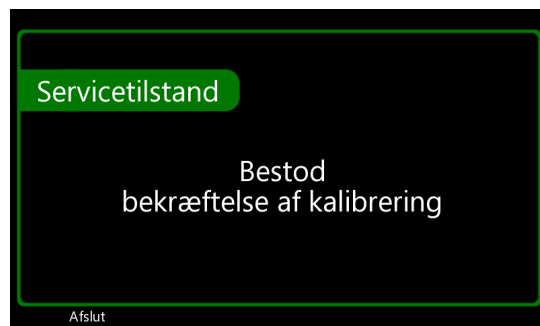 Servicetilstand
Bestod
bekræftelse af kalibrering
Afslut